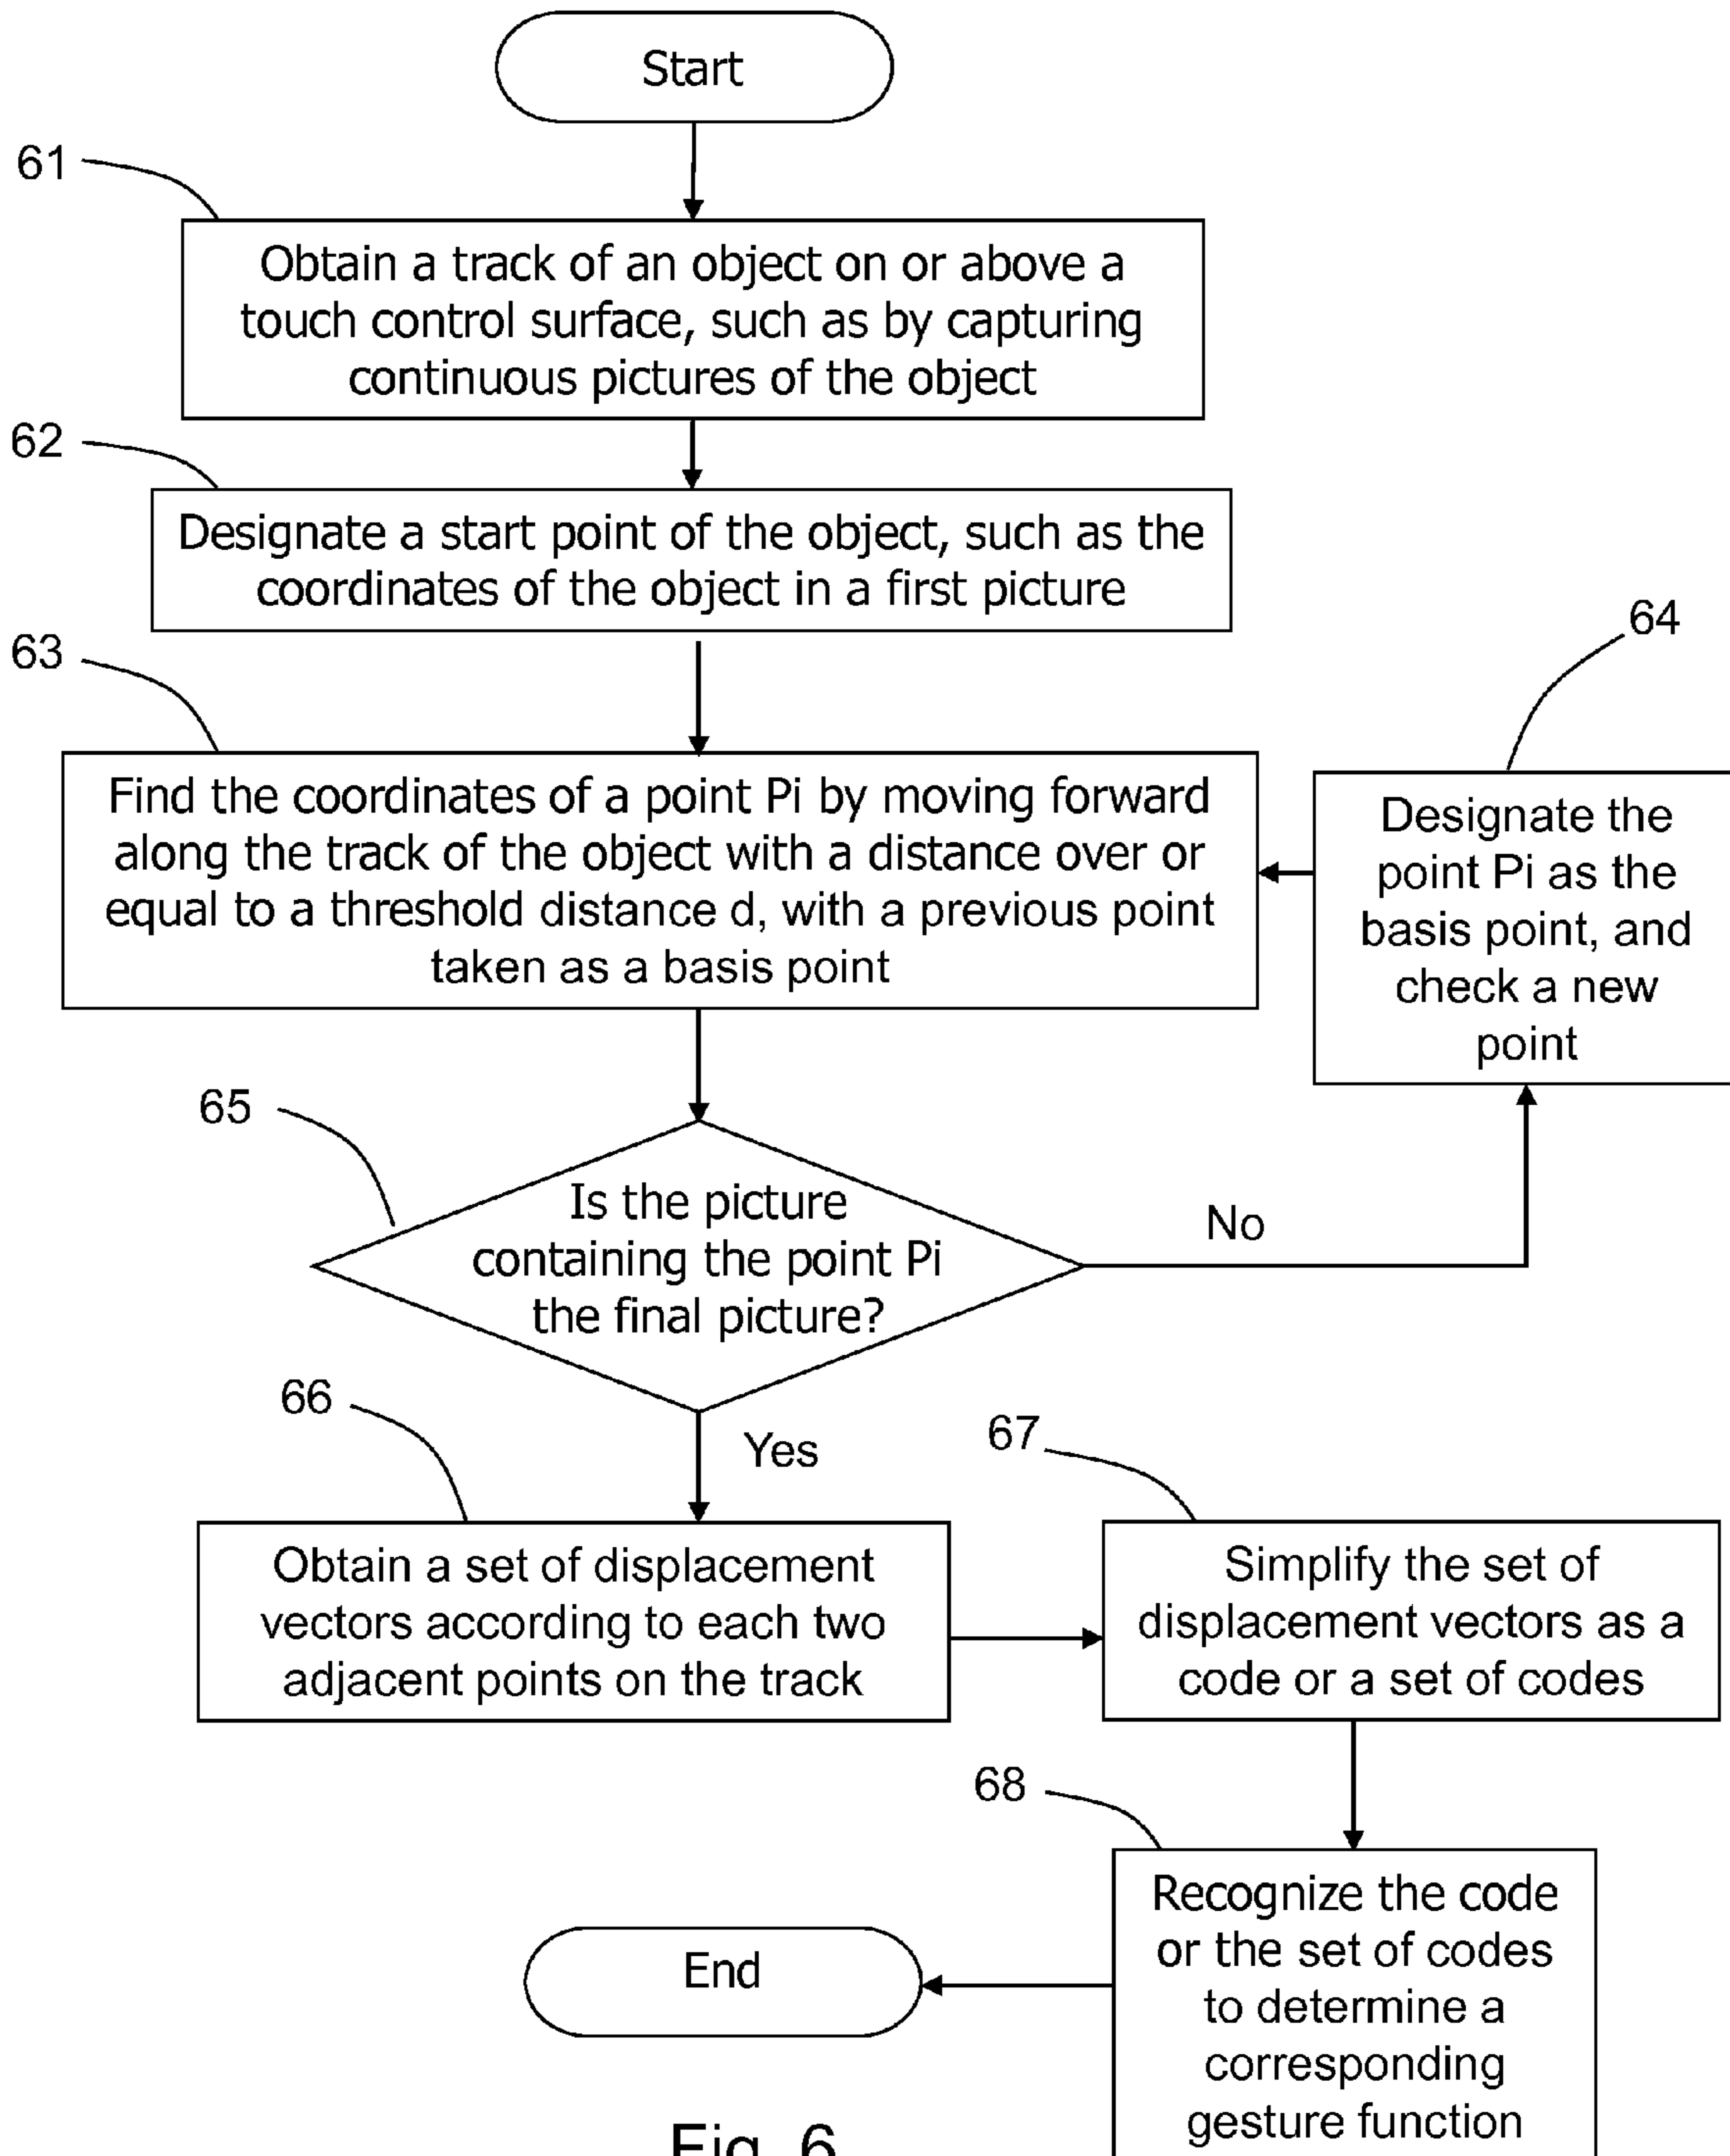 Start
61
Obtain a track of an object on or above a
touch control surface, such as by capturing
continuous pictures of the object
62
Designate a start point of the object, such as the
coordinates of the object in a first picture
63
Find the coordinates of a point Pi by moving forward
along the track of the object with a distance over or
equal to a threshold distance d, with a previous point
taken as a basis point
64
Designate the
point Pi as the
basis point, and
check a new
point
65
Is the picture
containing the point Pi
the final picture?
No
Yes
66
Obtain a set of displacement
vectors according to each two
adjacent points on the track
67
Simplify the set of
displacement vectors as a
code or a set of codes
68
Recognize the code
or the set of codes
to determine a
corresponding
gesture function
End
Fig. 6